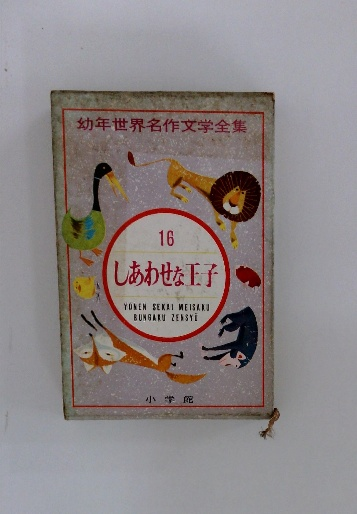 幼年世界名作文学全集
16
しあわせな王子
YONEN SEKAI MEISAKU
BUNGAKU ZENSYŪ
小学館